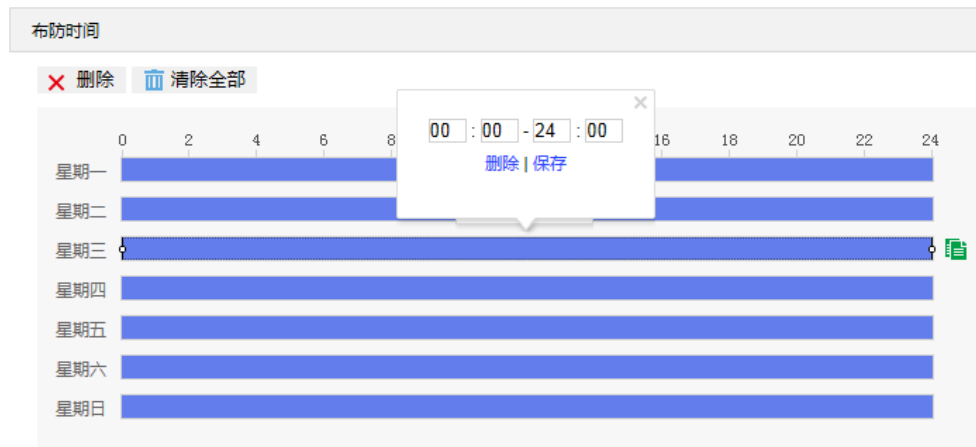 布防时间
删除 清除全部
00 : 00 - 24 : 00
删除 | 保存
0 2 4 6 8 16 18 20 22 24
星期一
星期二
星期三
星期四
星期五
星期六
星期日